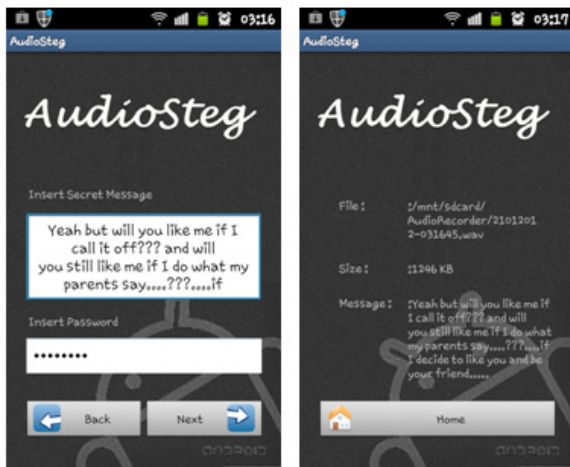 03:16
AudioSteg
AudioSteg
Insert Secret Message
Yeah but will you like me if I
call it off??? and will
you still like me if I do what my
parents say,,,,???,,,,if
Insert Password
••••••••
Back
Next
ANDROID
03:17
AudioSteg
AudioSteg
File :
:/mnt/sdcard/
AudioRecorder/2101201
2-031645.wav
Size :
:1246 KB
Message :
:Yeah but will you like me if
I call it off??? and will
you still like me if I do what
my parents say,,,,???,,,,if
I decide to like you and be
your friend,,,,,
Home
ANDROID